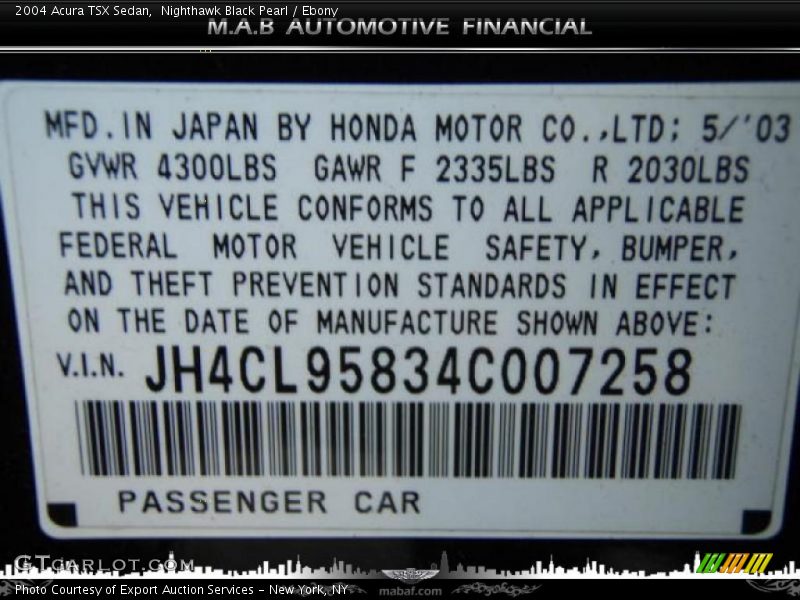 2004 Acura TSX Sedan,  Nighthawk Black Pearl / Ebony
M.A.B AUTOMOTIVE FINANCIAL
MFD.IN JAPAN BY HONDA MOTOR CO.,LTD; 5/'03
GVWR 4300LBS GAWR F 2335LBS R 2030LBS
THIS VEHICLE CONFORMS TO ALL APPLICABLE
FEDERAL MOTOR VEHICLE SAFETY, BUMPER,
AND THEFT PREVENTION STANDARDS IN EFFECT
ON THE DATE OF MANUFACTURE SHOWN ABOVE:
V.I.N. JH4CL95834C007258
PASSENGER CAR
GTcarlot.com
Photo Courtesy of Export Auction Services - New York, NY
mabaf.com